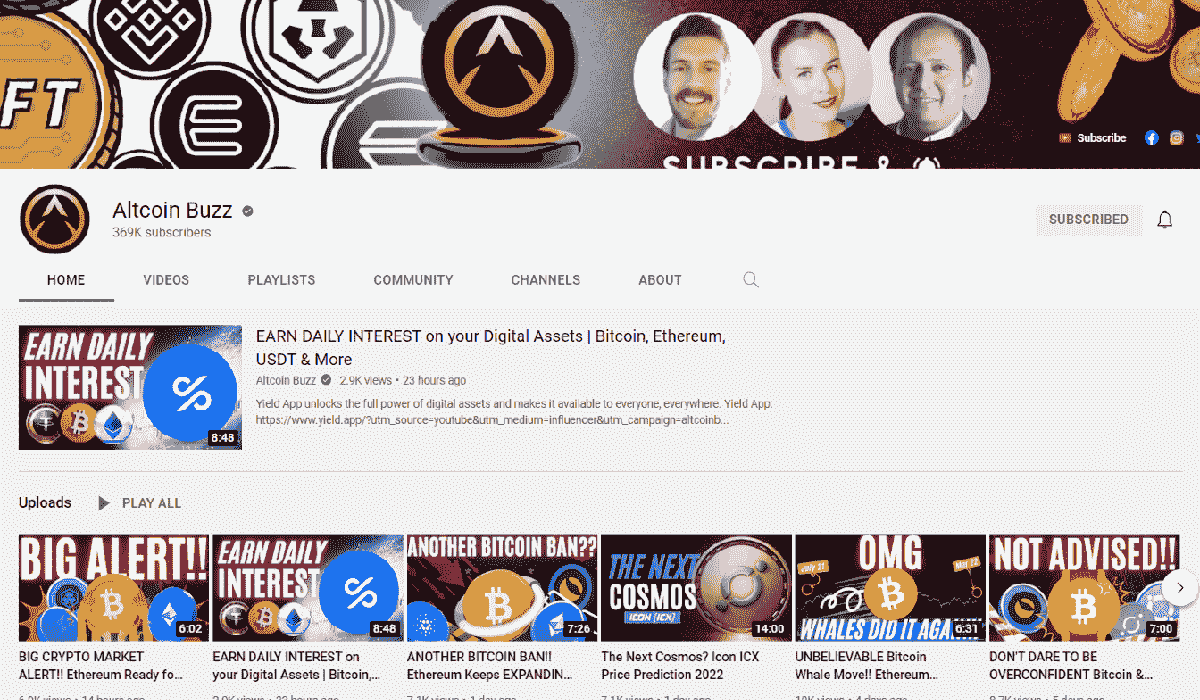 FT
Subscribe
SUBSCRIBE &
Altcoin Buzz
369K subscribers
SUBSCRIBED
HOME VIDEOS PLAYLISTS COMMUNITY CHANNELS ABOUT
EARN DAILY
INTEREST
8:48
EARN DAILY INTEREST on your Digital Assets | Bitcoin, Ethereum,
USDT & More
Altcoin Buzz 2.9K views • 23 hours ago
Yield App unlocks the full power of digital assets and makes it available to everyone, everywhere. Yield App:
https://www.yield.app/?utm_source=youtube&utm_medium=influencer&utm_campaign=altcoinb...
Uploads PLAY ALL
BIG ALERT!!
6:02
EARN DAILY
INTEREST
8:48
ANOTHER BITCOIN BAN??
7:26
THE NEXT
COSMOS
ICON (ICX)
14:00
OMG
July 21
May 22
WHALES DID IT AGA
6:31
NOT ADVISED!!
7:00
BIG CRYPTO MARKET
ALERT!! Ethereum Ready fo...
EARN DAILY INTEREST on
your Digital Assets | Bitcoin,...
ANOTHER BITCOIN BAN!!
Ethereum Keeps EXPANDIN...
The Next Cosmos? Icon ICX
Price Prediction 2022
UNBELIEVABLE Bitcoin
Whale Move!! Ethereum...
DON'T DARE TO BE
OVERCONFIDENT Bitcoin &...